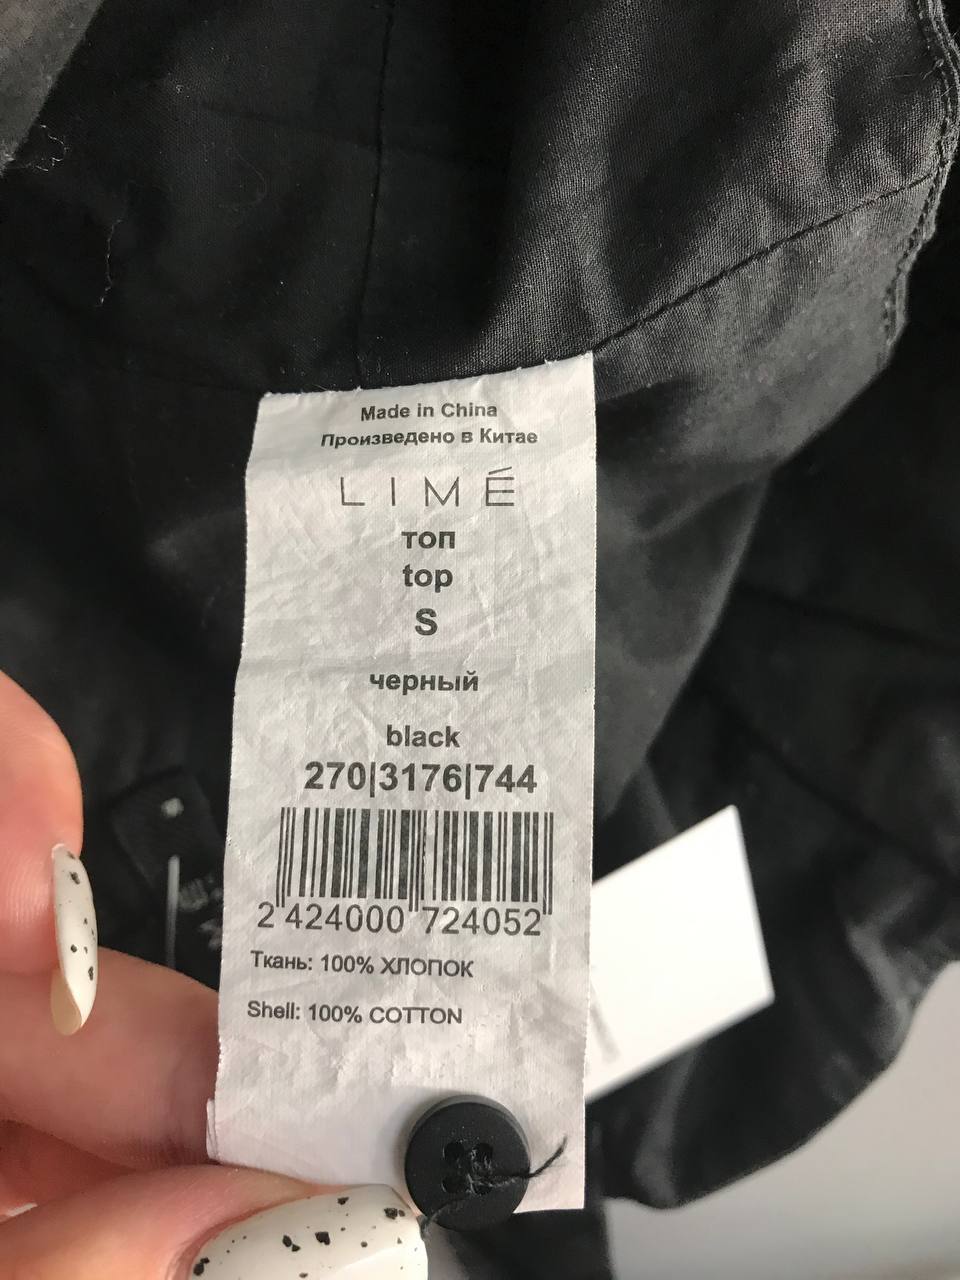 Made in China
Произведено в Китае
LIMÉ
топ
top
S
черный
black
270|3176|744
2 424000 724052
Ткань: 100% ХЛОПОК
Shell: 100% COTTON